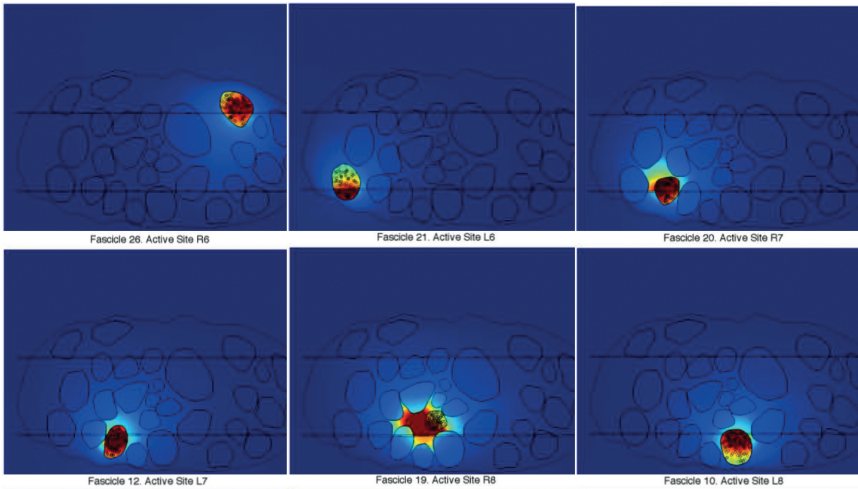 Fascicle 26. Active Site R6
Fascicle 21. Active Site L6
Fascicle 20. Active Site R7
Fascicle 12. Active Site L7
Fascicle 19. Active Site R8
Fascicle 10. Active Site L8